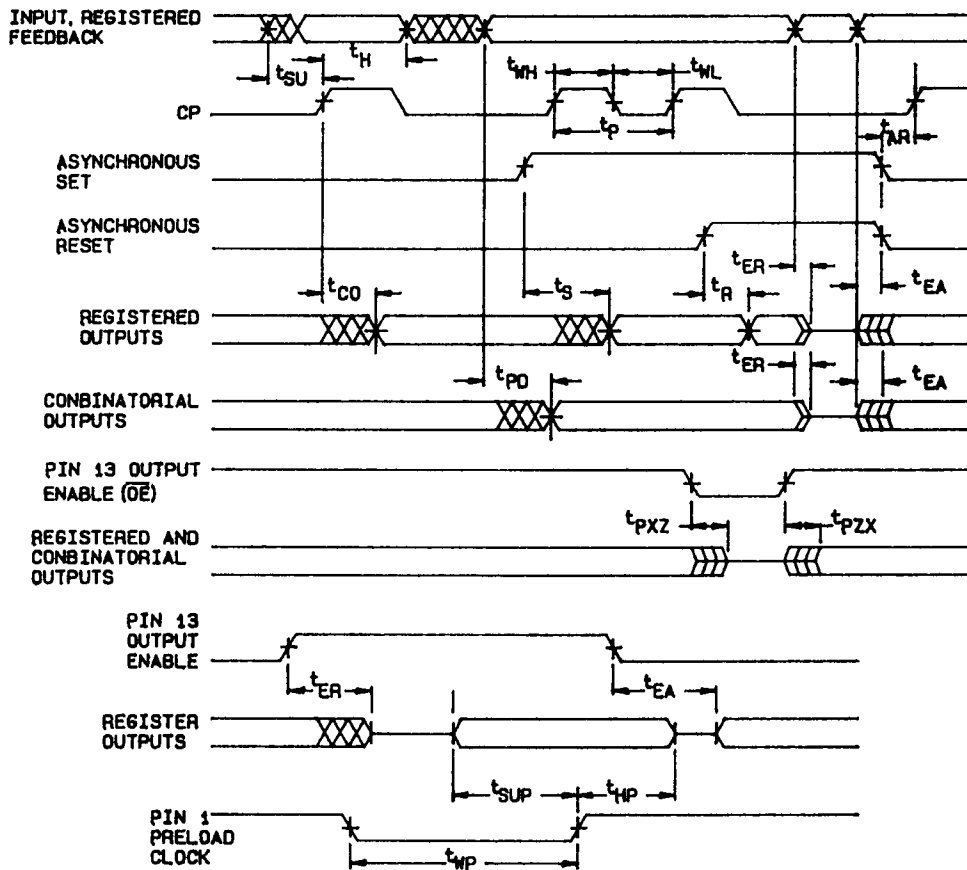 INPUT, REGISTERED
FEEDBACK
tSU
tH
tWH
tWL
CP
tP
tAR
ASYNCHRONOUS
SET
ASYNCHRONOUS
RESET
tER
tEA
tCO
tS
tR
REGISTERED
OUTPUTS
tER
tEA
tPD
CONBINATORIAL
OUTPUTS
PIN 13 OUTPUT
ENABLE (OE)
tPXZ
tPZX
REGISTERED AND
CONBINATORIAL
OUTPUTS
PIN 13
OUTPUT
ENABLE
tER
tEA
REGISTER
OUTPUTS
tSUP
tHP
PIN 1
PRELOAD
CLOCK
tWP